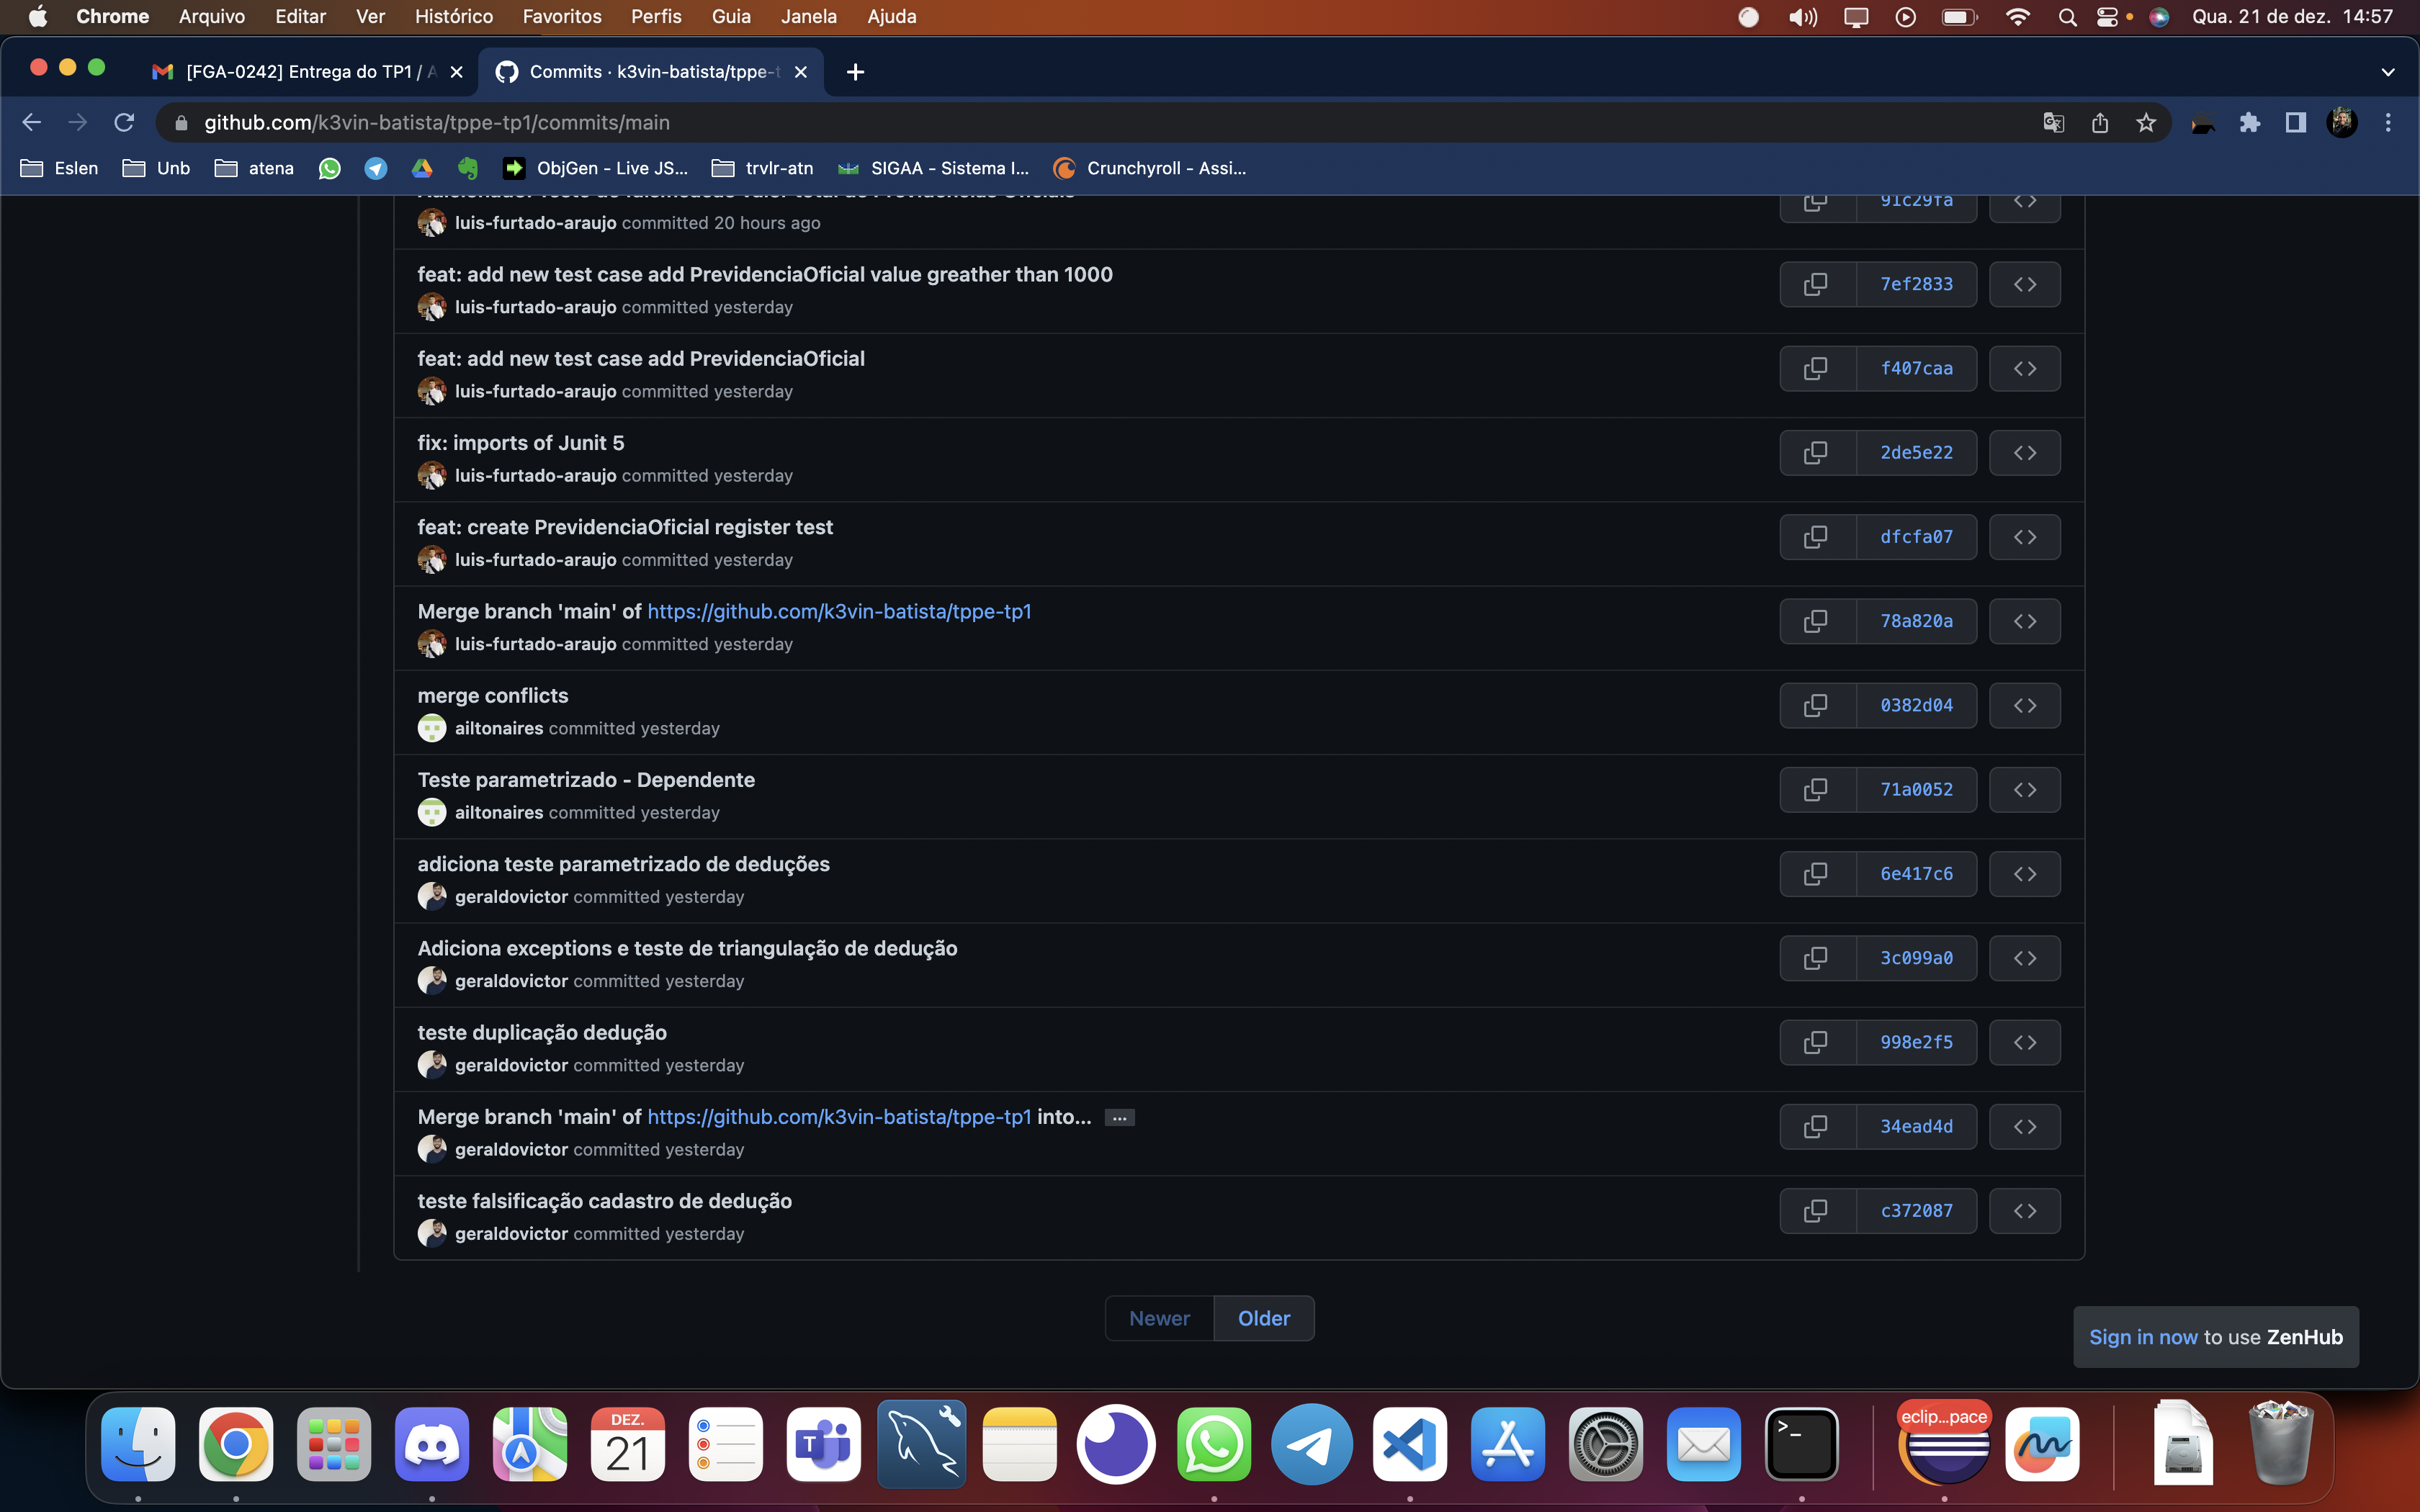 Chrome Arquivo Editar Ver Histórico Favoritos Perfis Guia Janela Ajuda Qua. 21 de dez. 14:57
[FGA-0242] Entrega do TP1 / A Commits · k3vin-batista/tppe-t
github.com/k3vin-batista/tppe-tp1/commits/main
Eslen Unb atena ObjGen - Live JS... trvlr-atn SIGAA - Sistema I... Crunchyroll - Assi...
91c29fa
luis-furtado-araujo committed 20 hours ago
feat: add new test case add PrevidenciaOficial value greather than 1000
7ef2833
luis-furtado-araujo committed yesterday
feat: add new test case add PrevidenciaOficial
f407caa
luis-furtado-araujo committed yesterday
fix: imports of Junit 5
2de5e22
luis-furtado-araujo committed yesterday
feat: create PrevidenciaOficial register test
dfcfa07
luis-furtado-araujo committed yesterday
Merge branch 'main' of https://github.com/k3vin-batista/tppe-tp1
78a820a
luis-furtado-araujo committed yesterday
merge conflicts
0382d04
ailtonaires committed yesterday
Teste parametrizado - Dependente
71a0052
ailtonaires committed yesterday
adiciona teste parametrizado de deduções
6e417c6
geraldovictor committed yesterday
Adiciona exceptions e teste de triangulação de dedução
3c099a0
geraldovictor committed yesterday
teste duplicação dedução
998e2f5
geraldovictor committed yesterday
Merge branch 'main' of https://github.com/k3vin-batista/tppe-tp1 into... ...
34ead4d
geraldovictor committed yesterday
teste falsificação cadastro de dedução
c372087
geraldovictor committed yesterday
Newer Older
Sign in now to use ZenHub
DEZ.
21
T
>_
eclip...pace